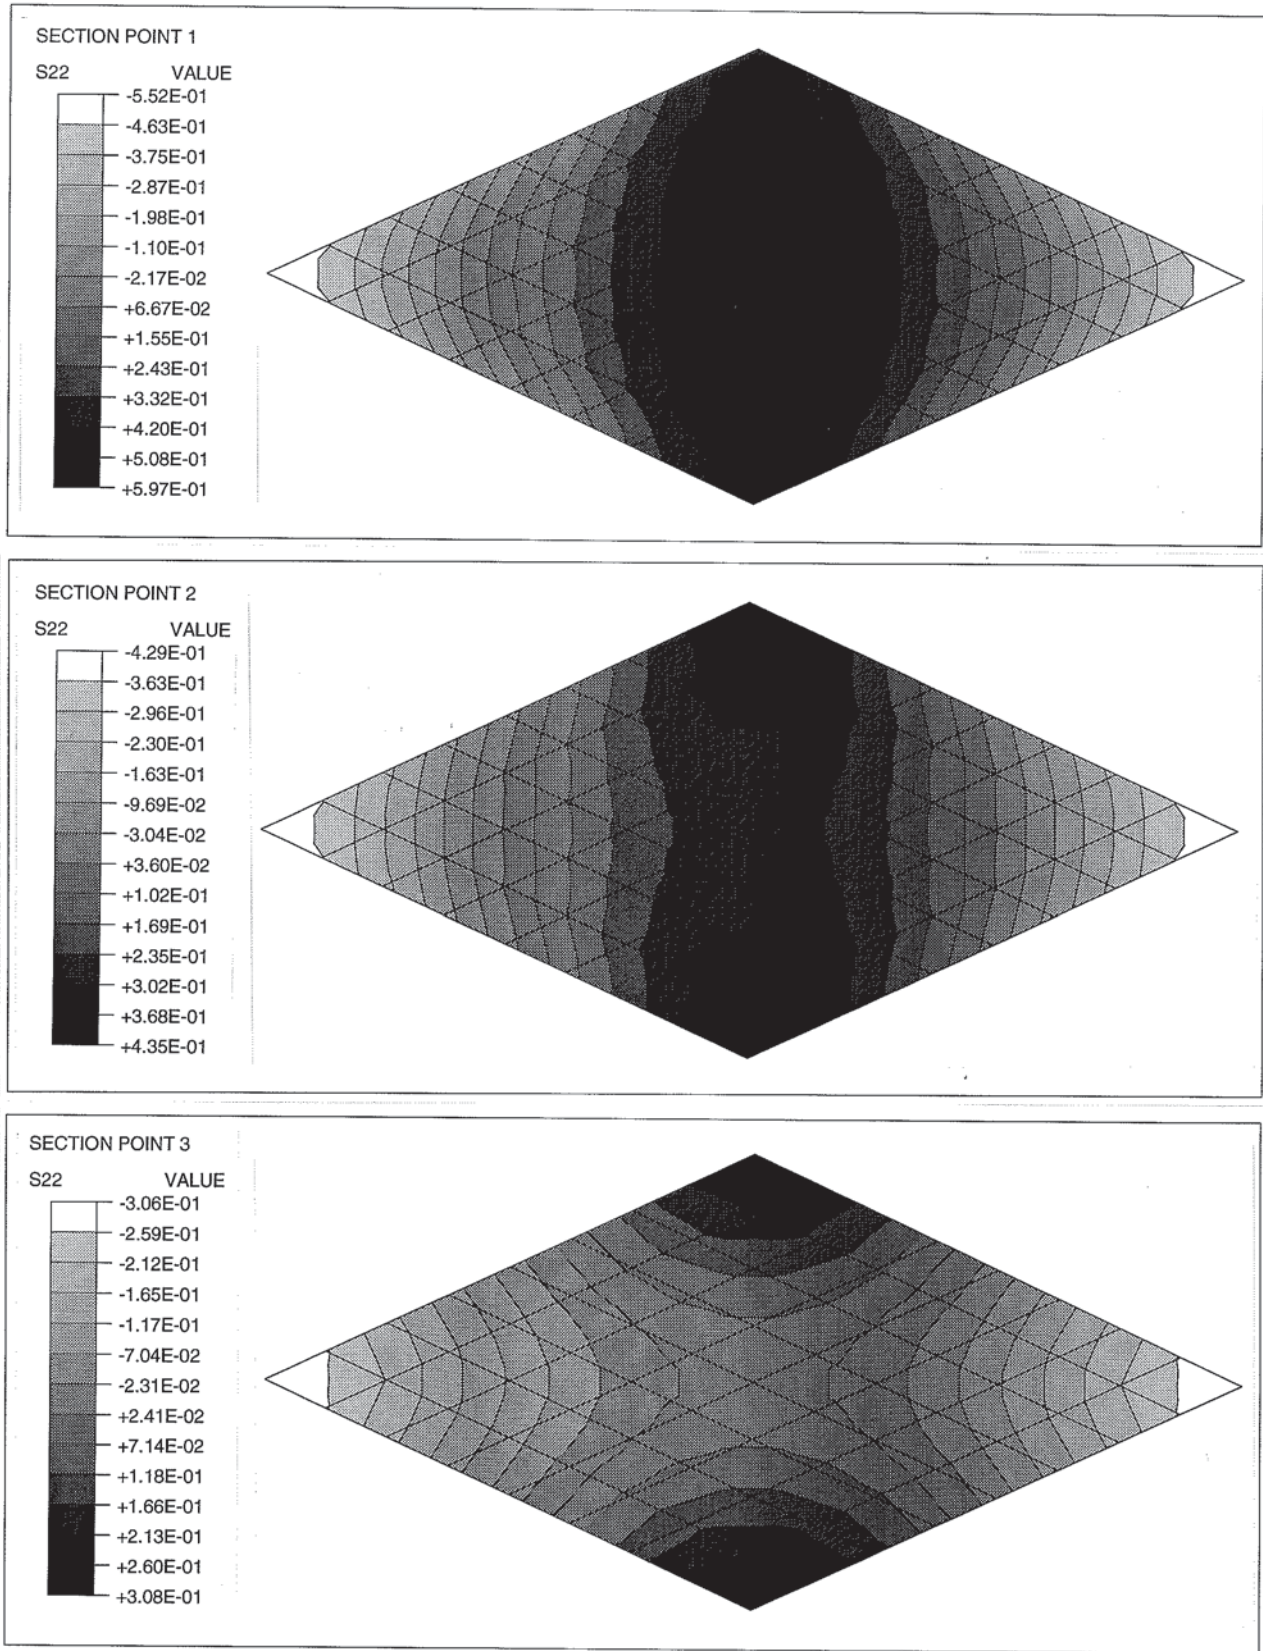 SECTION POINT 1
S22 VALUE
-5.52E-01
-4.63E-01
-3.75E-01
-2.87E-01
-1.98E-01
-1.10E-01
-2.17E-02
+6.67E-02
+1.55E-01
+2.43E-01
+3.32E-01
+4.20E-01
+5.08E-01
+5.97E-01
SECTION POINT 2
S22 VALUE
-4.29E-01
-3.63E-01
-2.96E-01
-2.30E-01
-1.63E-01
-9.69E-02
-3.04E-02
+3.60E-02
+1.02E-01
+1.69E-01
+2.35E-01
+3.02E-01
+3.68E-01
+4.35E-01
SECTION POINT 3
S22 VALUE
-3.06E-01
-2.59E-01
-2.12E-01
-1.65E-01
-1.17E-01
-7.04E-02
-2.31E-02
+2.41E-02
+7.14E-02
+1.18E-01
+1.66E-01
+2.13E-01
+2.60E-01
+3.08E-01